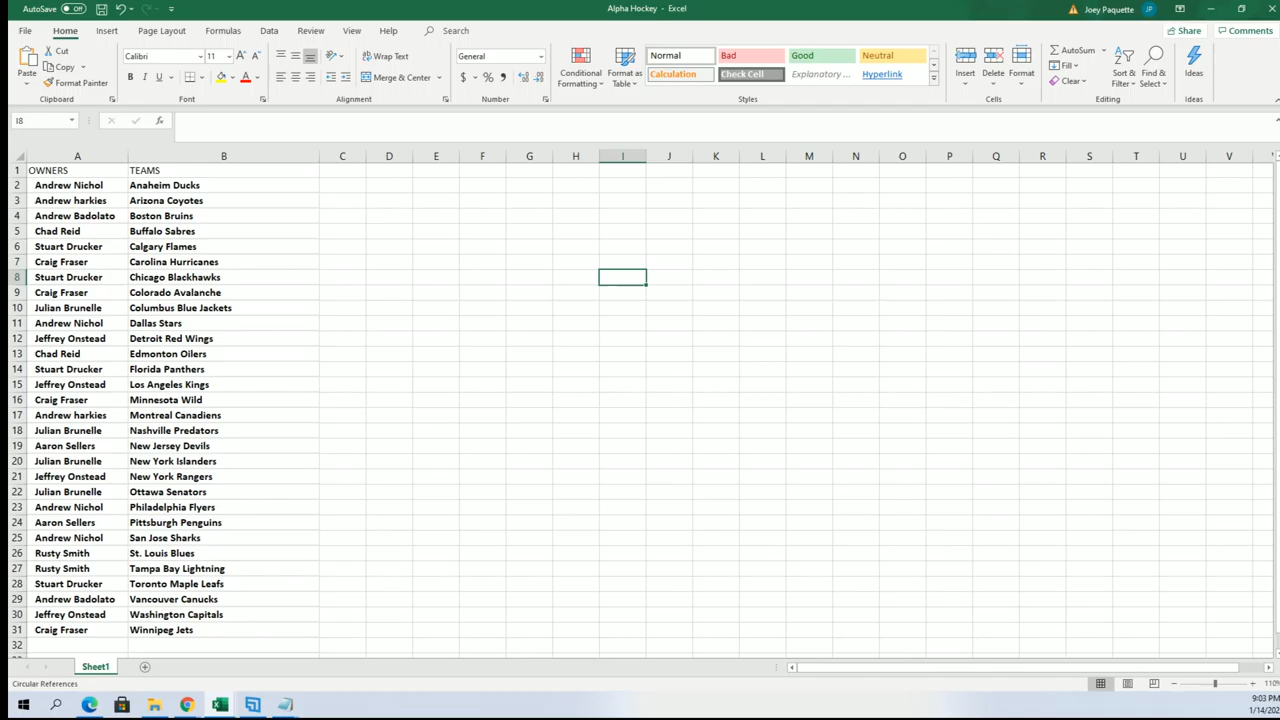 AutoSave Off Alpha Hockey - Excel Joey Paquette JP
File Home Insert Page Layout Formulas Data Review View Help Search Share Comments
Cut
Copy
Paste
Format Painter
Clipboard
Calibri 11
B I U
Font
Wrap Text
Merge & Center
Alignment
General
$ % ,
Number
Conditional Formatting
Format as Table
Normal Bad Good Neutral
Calculation Check Cell Explanary ... Hyperlink
Styles
Insert Delete Format
Cells
AutoSum
Fill
Clear
Sort & Filter
Find & Select
Editing
Ideas
Ideas
I8 fx
A B C D E F G H I J K L M N O P Q R S T U V
1 OWNERS TEAMS
2 Andrew Nichol Anaheim Ducks
3 Andrew harkies Arizona Coyotes
4 Andrew Badolato Boston Bruins
5 Chad Reid Buffalo Sabres
6 Stuart Drucker Calgary Flames
7 Craig Fraser Carolina Hurricanes
8 Stuart Drucker Chicago Blackhawks
9 Craig Fraser Colorado Avalanche
10 Julian Brunelle Columbus Blue Jackets
11 Andrew Nichol Dallas Stars
12 Jeffrey Onstead Detroit Red Wings
13 Chad Reid Edmonton Oilers
14 Stuart Drucker Florida Panthers
15 Jeffrey Onstead Los Angeles Kings
16 Craig Fraser Minnesota Wild
17 Andrew harkies Montreal Canadiens
18 Julian Brunelle Nashville Predators
19 Aaron Sellers New Jersey Devils
20 Julian Brunelle New York Islanders
21 Jeffrey Onstead New York Rangers
22 Julian Brunelle Ottawa Senators
23 Andrew Nichol Philadelphia Flyers
24 Aaron Sellers Pittsburgh Penguins
25 Andrew Nichol San Jose Sharks
26 Rusty Smith St. Louis Blues
27 Rusty Smith Tampa Bay Lightning
28 Stuart Drucker Toronto Maple Leafs
29 Andrew Badolato Vancouver Canucks
30 Jeffrey Onstead Washington Capitals
31 Craig Fraser Winnipeg Jets
32
Sheet1
Circular References 110%
9:03 PM
1/14/202